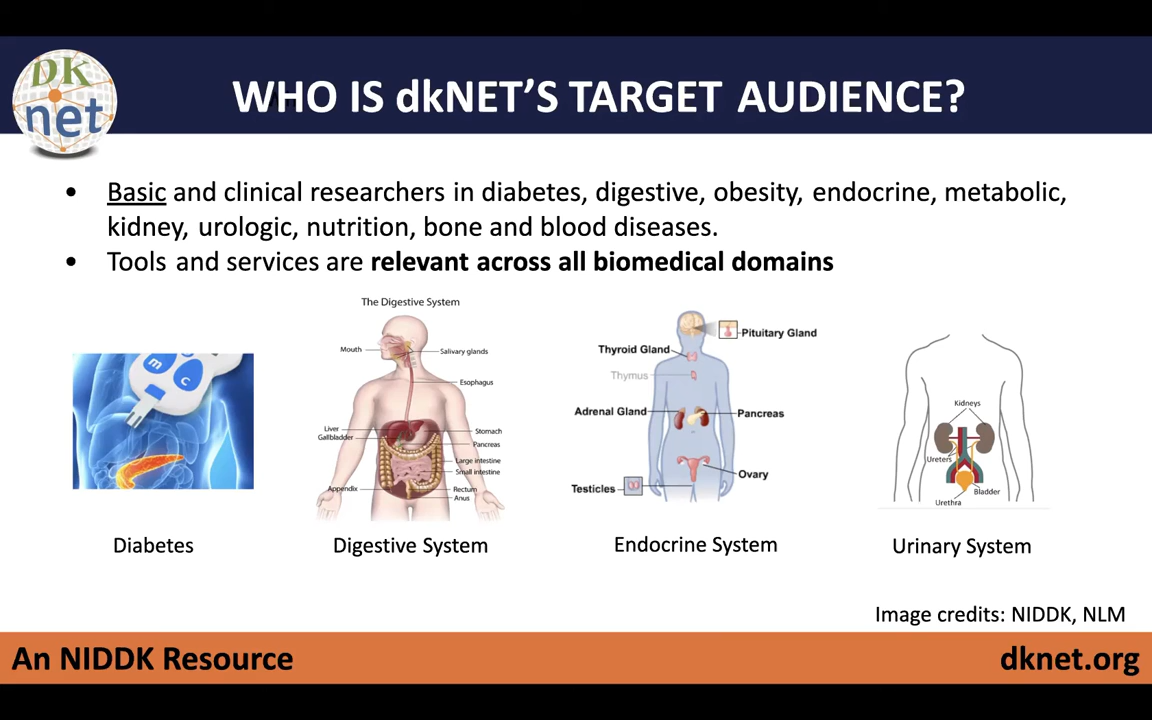 DK
net
WHO IS dkNET'S TARGET AUDIENCE?
• Basic and clinical researchers in diabetes, digestive, obesity, endocrine, metabolic,
kidney, urologic, nutrition, bone and blood diseases.
• Tools and services are relevant across all biomedical domains
m
c
Diabetes
The Digestive System
Mouth
Salivary glands
Esophagus
Liver
Gallbladder
Stomach
Pancreas
Large intestine
Small intestine
Appendix
Rectum
Anus
Digestive System
Pituitary Gland
Thyroid Gland
Thymus
Adrenal Gland
Pancreas
Ovary
Testicles
Endocrine System
Kidneys
Ureters
Bladder
Urethra
Urinary System
Image credits: NIDDK, NLM
An NIDDK Resource
dknet.org